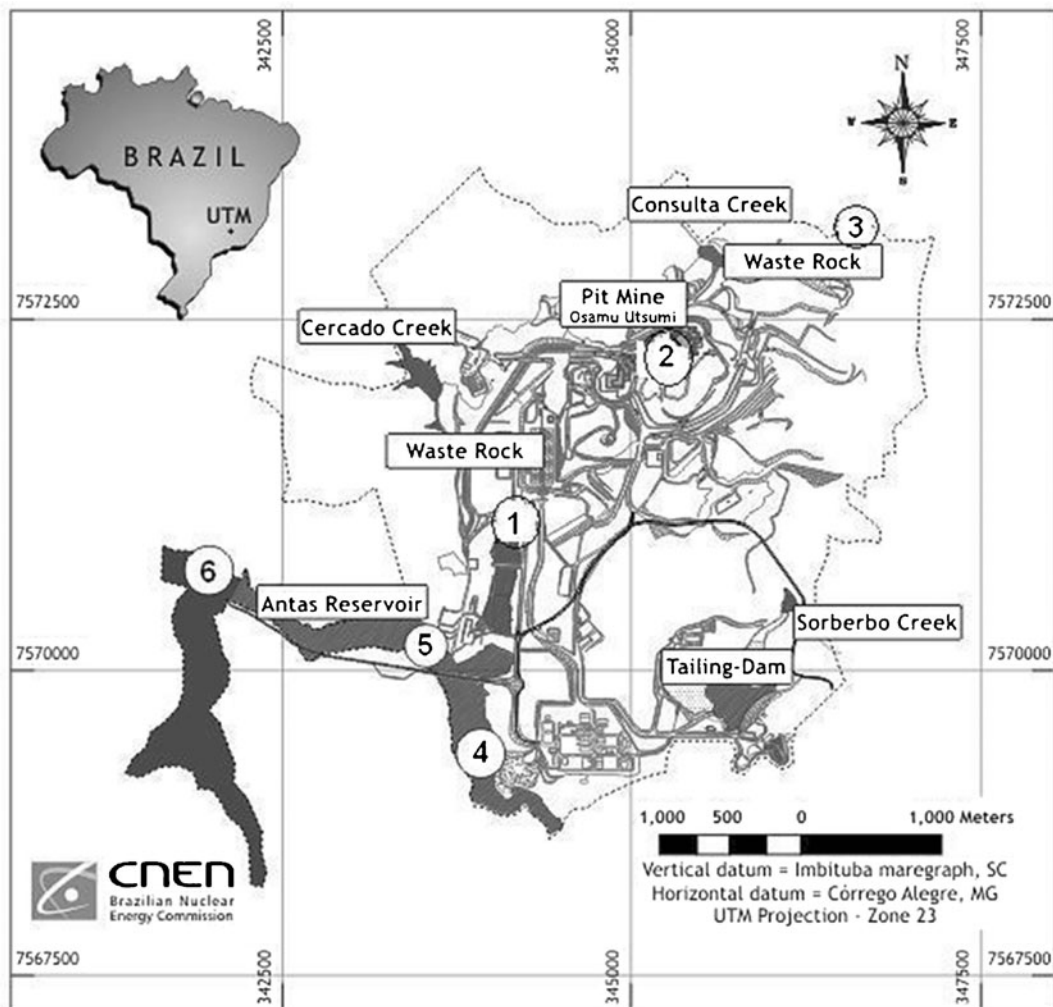 342500
345000
347500
N
E
S
BRAZIL
UTM
Consulta Creek
3
Waste Rock
7572500
7572500
Pit Mine
Osamu Utsumi
Cercado Creek
2
Waste Rock
1
6
Antas Reservoir
5
Sorberbo Creek
7570000
7570000
Tailing-Dam
4
1,000 500 0 1,000 Meters
Vertical datum = Imbituba maregraph, SC
Horizontal datum = Córrego Alegre, MG
UTM Projection - Zone 23
CNEN
Brazilian Nuclear
Energy Commission
7567500
7567500
342500
345000
347500